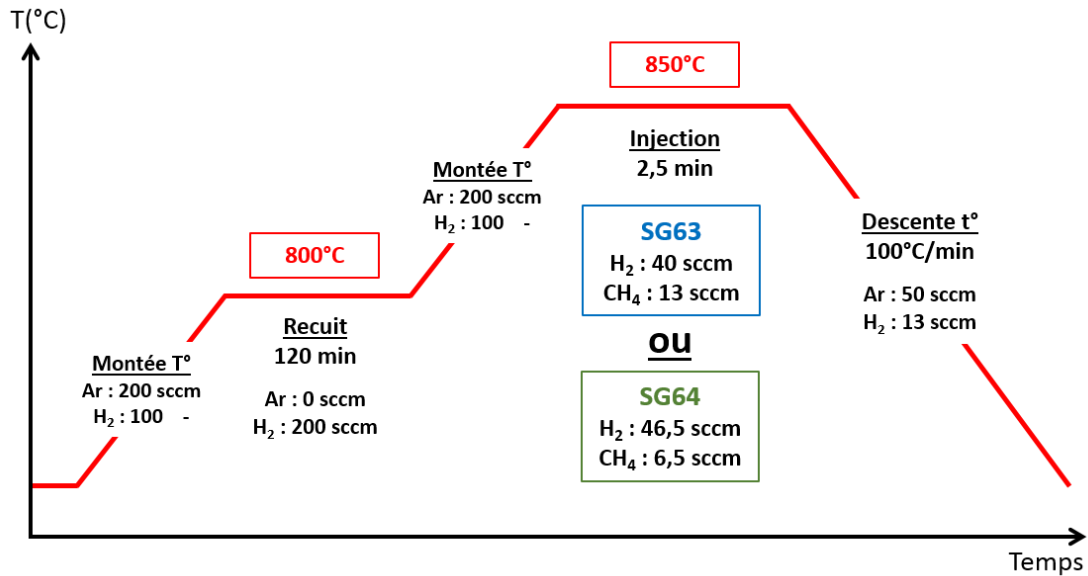 T(°C)
850°C
Injection
2,5 min
Montée T°
Ar : 200 sccm
H₂ : 100 -
SG63
H₂ : 40 sccm
CH₄ : 13 sccm
Descente t°
100°C/min
Ar : 50 sccm
H₂ : 13 sccm
800°C
Recuit
120 min
Ar : 0 sccm
H₂ : 200 sccm
ou
Montée T°
Ar : 200 sccm
H₂ : 100 -
SG64
H₂ : 46,5 sccm
CH₄ : 6,5 sccm
Temps